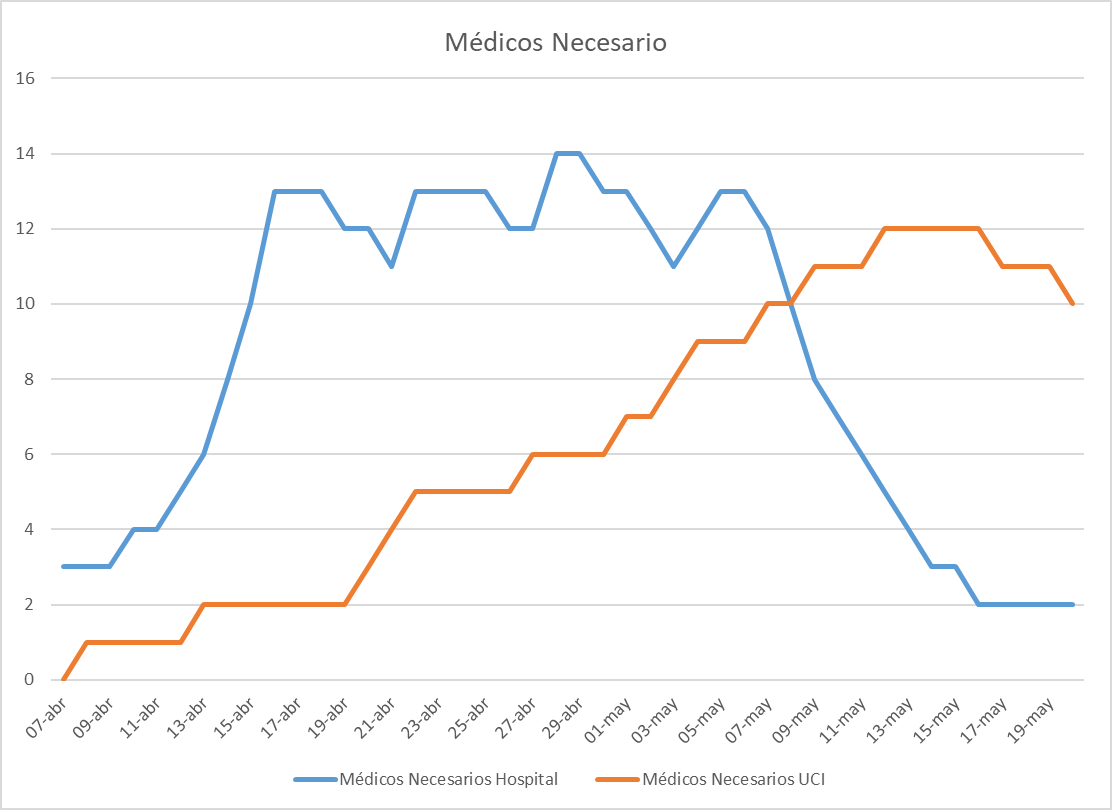 Médicos Necesario
16
14
12
10
8
6
4
2
0
07-abr
09-abr
11-abr
13-abr
15-abr
17-abr
19-abr
21-abr
23-abr
25-abr
27-abr
29-abr
01-may
03-may
05-may
07-may
09-may
11-may
13-may
15-may
17-may
19-may
Médicos Necesarios Hospital
Médicos Necesarios UCI